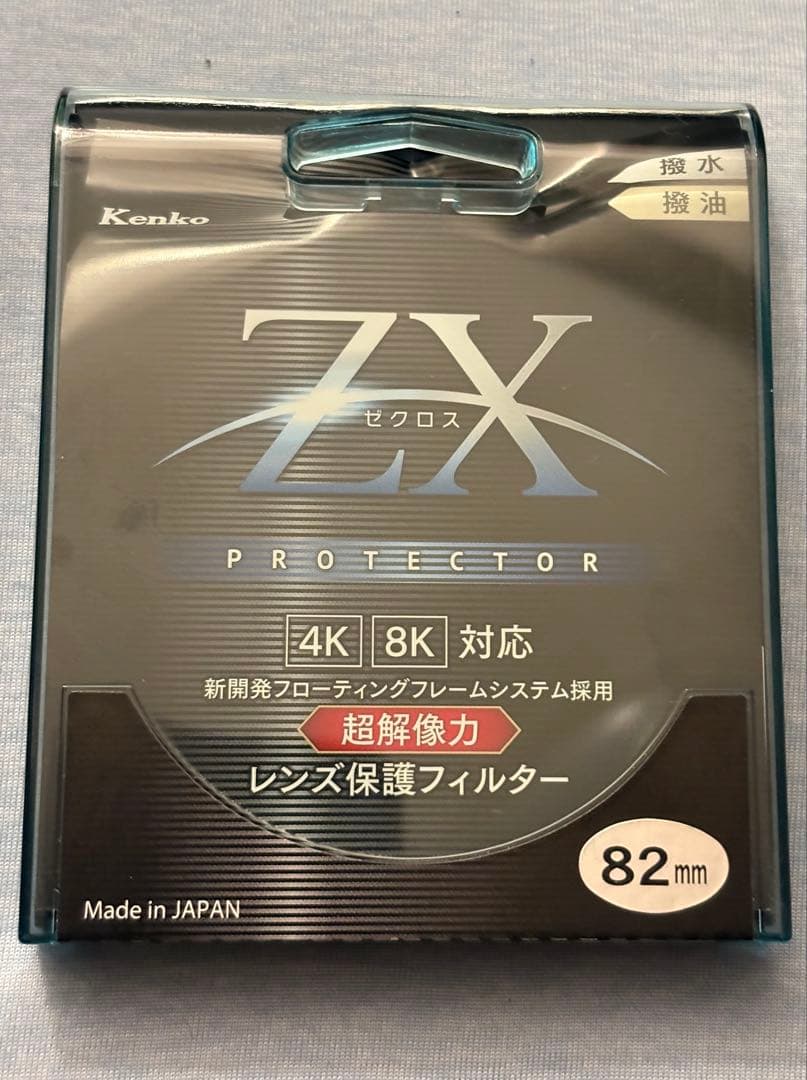 撥水
撥油
Kenko
ZX
ゼクロス
PROTECTOR
4K 8K 対応
新開発フローティングフレームシステム採用
超解像力
レンズ保護フィルター
82mm
Made in JAPAN